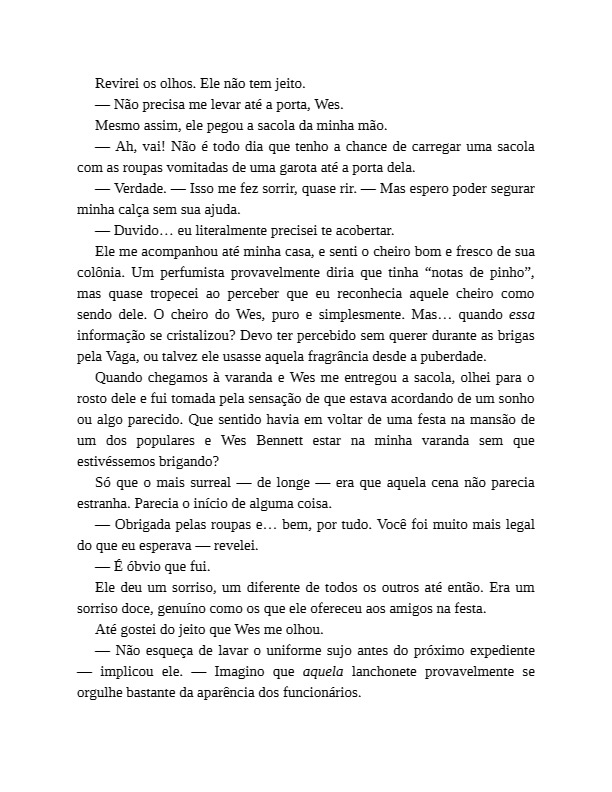 Revirei os olhos. Ele não tem jeito.
— Não precisa me levar até a porta, Wes.
Mesmo assim, ele pegou a sacola da minha mão.
— Ah, vai! Não é todo dia que tenho a chance de carregar uma sacola
com as roupas vomitadas de uma garota até a porta dela.
— Verdade. — Isso me fez sorrir, quase rir. — Mas espero poder segurar
minha calça sem sua ajuda.
— Duvido… eu literalmente precisei te acobertar.
Ele me acompanhou até minha casa, e senti o cheiro bom e fresco de sua
colônia. Um perfumista provavelmente diria que tinha “notas de pinho”,
mas quase tropecei ao perceber que eu reconhecia aquele cheiro como
sendo dele. O cheiro do Wes, puro e simplesmente. Mas… quando essa
informação se cristalizou? Devo ter percebido sem querer durante as brigas
pela Vaga, ou talvez ele usasse aquela fragrância desde a puberdade.
Quando chegamos à varanda e Wes me entregou a sacola, olhei para o
rosto dele e fui tomada pela sensação de que estava acordando de um sonho
ou algo parecido. Que sentido havia em voltar de uma festa na mansão de
um dos populares e Wes Bennett estar na minha varanda sem que
estivéssemos brigando?
Só que o mais surreal — de longe — era que aquela cena não parecia
estranha. Parecia o início de alguma coisa.
— Obrigada pelas roupas e… bem, por tudo. Você foi muito mais legal
do que eu esperava — revelei.
— É óbvio que fui.
Ele deu um sorriso, um diferente de todos os outros até então. Era um
sorriso doce, genuíno como os que ele ofereceu aos amigos na festa.
Até gostei do jeito que Wes me olhou.
— Não esqueça de lavar o uniforme sujo antes do próximo expediente
— implicou ele. — Imagino que aquela lanchonete provavelmente se
orgulhe bastante da aparência dos funcionários.